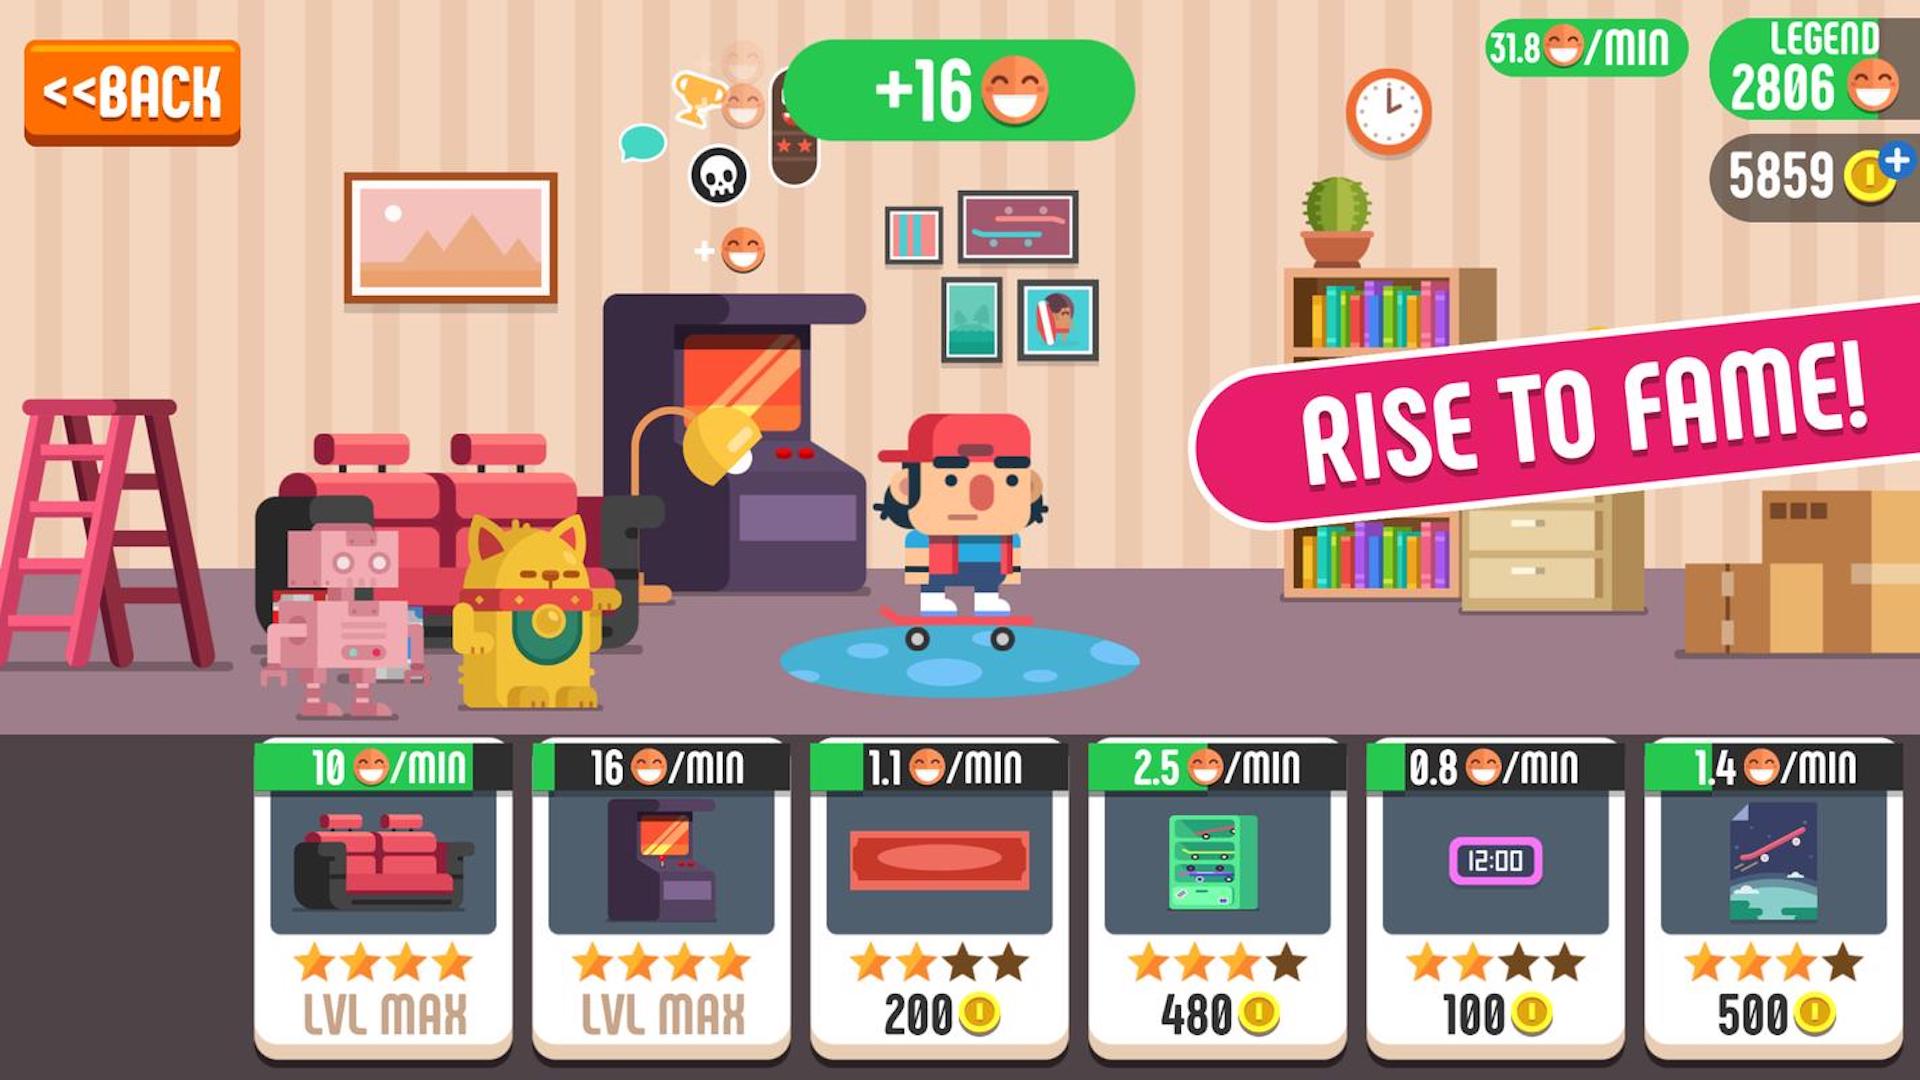 <<BACK
+16
31.8 /MIN
LEGEND
2806
5859
RISE TO FAME!
10 /MIN
16 /MIN
1.1 /MIN
2.5 /MIN
0.8 /MIN
1.4 /MIN
12:00
LVL MAX
LVL MAX
200
480
100
500